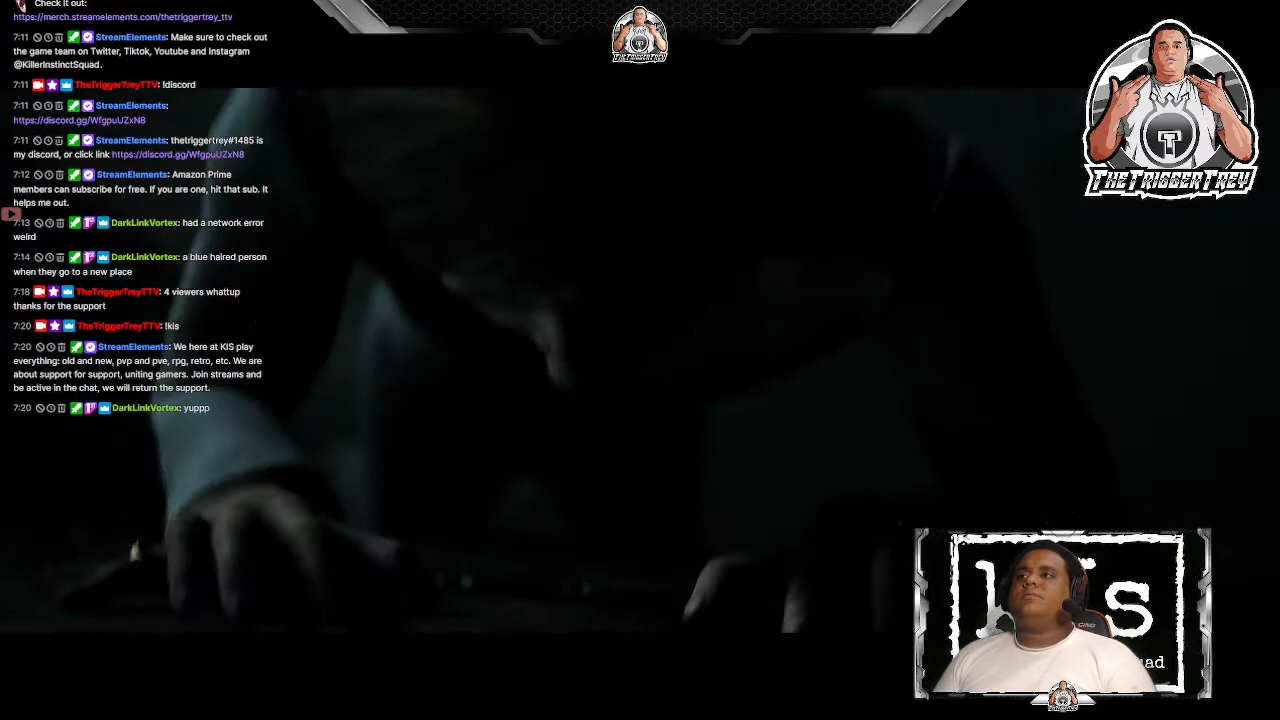 Check it out:
https://merch.streamelements.com/thetriggertrey_ttv
7:11 StreamElements: Make sure to check out
the game team on Twitter, Tiktok, Youtube and Instagram
@KillerInstinctSquad.
7:11 TheTriggerTreyTTV: !discord
7:11 StreamElements:
https://discord.gg/WfgpuUZxN8
7:11 StreamElements: thetriggertrey#1485 is
my discord, or click link https://discord.gg/WfgpuUZxN8
7:12 StreamElements: Amazon Prime
members can subscribe for free. If you are one, hit that sub. It
helps me out.
7:13 DarkLinkVortex: had a network error
weird
7:14 DarkLinkVortex: a blue haired person
when they go to a new place
7:18 TheTriggerTreyTTV: 4 viewers whattup
thanks for the support
7:20 TheTriggerTreyTTV: !kis
7:20 StreamElements: We here at KIS play
everything: old and new, pvp and pve, rpg, retro, etc. We are
about support for support, uniting gamers. Join streams and
be active in the chat, we will return the support.
7:20 DarkLinkVortex: yuppp
THETRIGGERTREY
T
THETRIGGERTREY